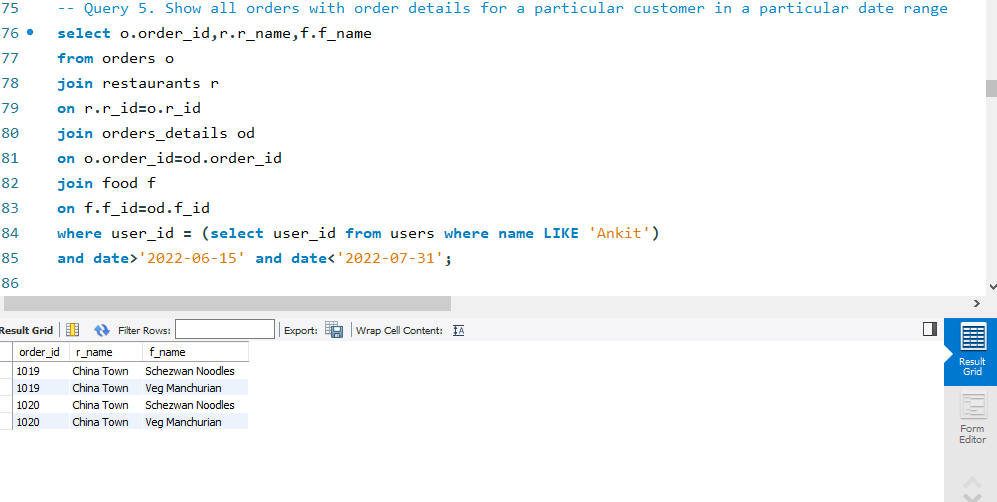 75 -- Query 5. Show all orders with order details for a particular customer in a particular date range
76 select o.order_id,r.r_name,f.f_name
77 from orders o
78 join restaurants r
79 on r.r_id=o.r_id
80 join orders_details od
81 on o.order_id=od.order_id
82 join food f
83 on f.f_id=od.f_id
84 where user_id = (select user_id from users where name LIKE 'Ankit')
85 and date>'2022-06-15' and date<'2022-07-31';
86
Result Grid Filter Rows: Export: Wrap Cell Content: IA
order_id r_name f_name
1019 China Town Schezwan Noodles
1019 China Town Veg Manchurian
1020 China Town Schezwan Noodles
1020 China Town Veg Manchurian
Result
Grid
Form
Editor